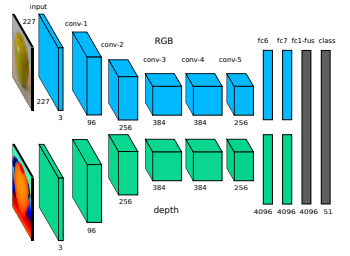 input
227
conv-1
conv-2
RGB
conv-3 conv-4 conv-5
fc6 fc7 fc1-fus class
227
3
96
256
384 384 256
3
96
256
384 384 256
depth
4096 4096 4096 51